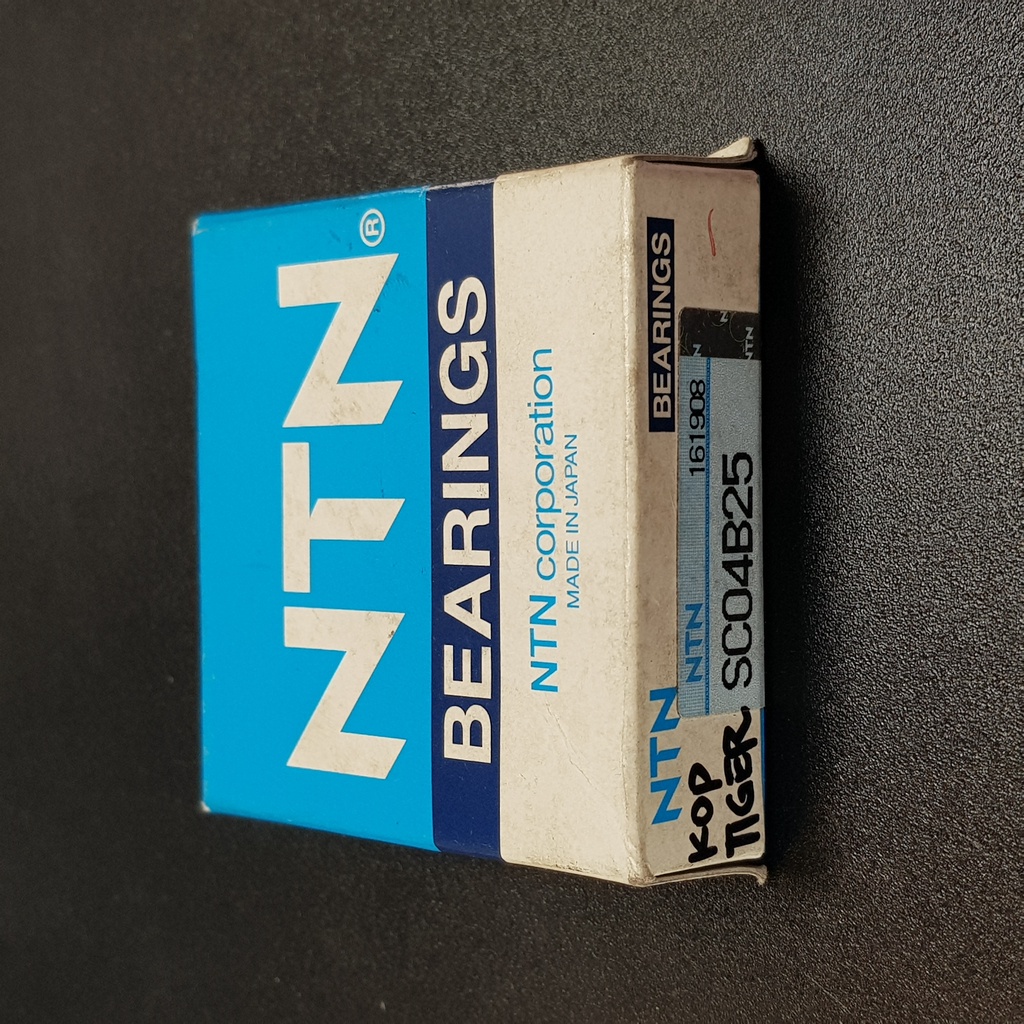 NTN®
BEARINGS
NTN corporation
MADE IN JAPAN
BEARINGS
NTN
NTN 161908
SC04B25
NTN
KOP
TIGER